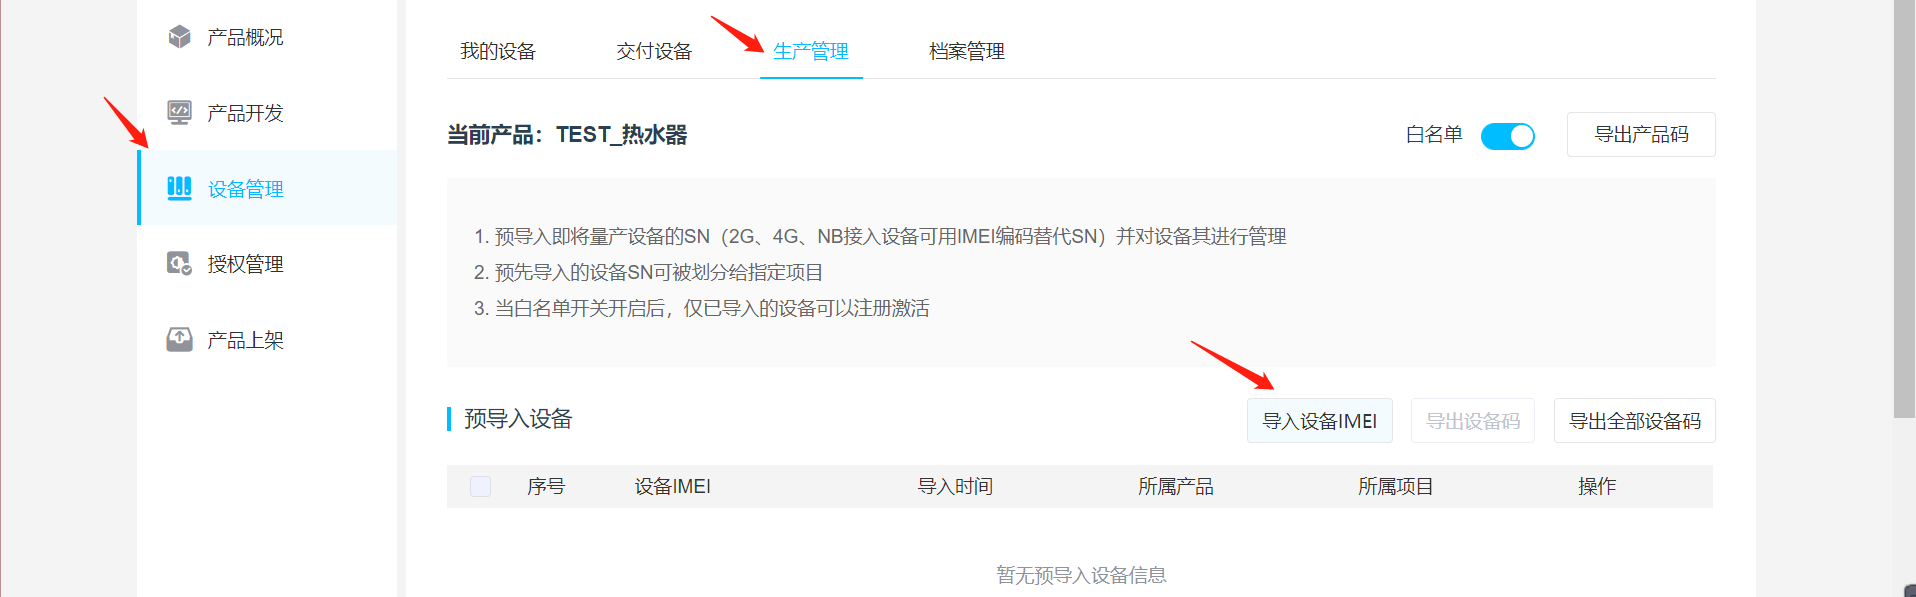 产品概况
产品开发
设备管理
授权管理
产品上架
我的设备 交付设备 生产管理 档案管理
当前产品：TEST_热水器
白名单 导出产品码
1. 预导入即将量产设备的SN（2G、4G、NB接入设备可用IMEI编码替代SN）并对设备其进行管理
2. 预先导入的设备SN可被划分给指定项目
3. 当白名单开关开启后，仅已导入的设备可以注册激活
预导入设备
导入设备IMEI 导出设备码 导出全部设备码
序号 设备IMEI 导入时间 所属产品 所属项目 操作
暂无预导入设备信息